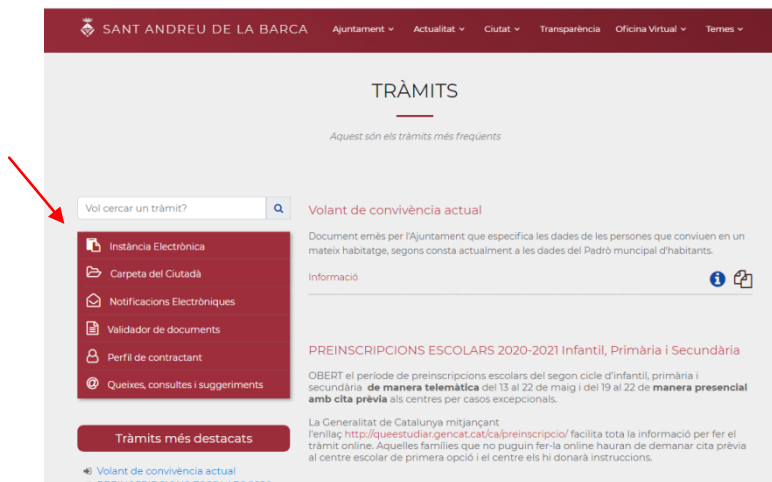 SANT ANDREU DE LA BARCA
Ajuntament
Actualitat
Ciutat
Transparència
Oficina Virtual
Temes
TRÀMITS
Aquest són els tràmits més freqüents
Vol cercar un tràmit?
Instància Electrònica
Carpeta del Ciutadà
Notificacions Electròniques
Validador de documents
Perfil de contractant
Queixes, consultes i suggeriments
Tràmits més destacats
Volant de convivència actual
Volant de convivència actual
Document emès per l'Ajuntament que especifica les dades de les persones que conviuen en un
mateix habitatge, segons consta actualment a les dades del Padró muncipal d'habitants.
Informació
PREINSCRIPCIONS ESCOLARS 2020-2021 Infantil, Primària i Secundària
OBERT el període de preinscripcions escolars del segon cicle d'infantil, primària i
secundària de manera telemàtica del 13 al 22 de maig i del 19 al 22 de manera presencial
amb cita prèvia als centres per casos excepcionals.
La Generalitat de Catalunya mitjançant
l'enllaç http://queestudiar.gencat.cat/ca/preinscripcio/ facilita tota la informació per fer el
tràmit online. Aquelles famílies que no puguin fer-la online hauran de demanar cita prèvia
al centre escolar de primera opció i el centre els hi donarà instruccions.